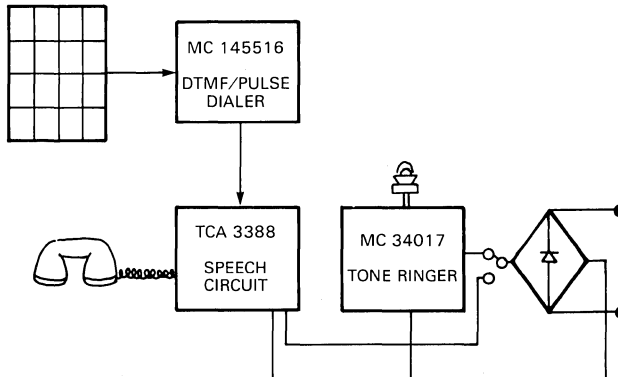 MC 145516
DTMF/PULSE
DIALER
TCA 3388
SPEECH
CIRCUIT
MC 34017
TONE RINGER